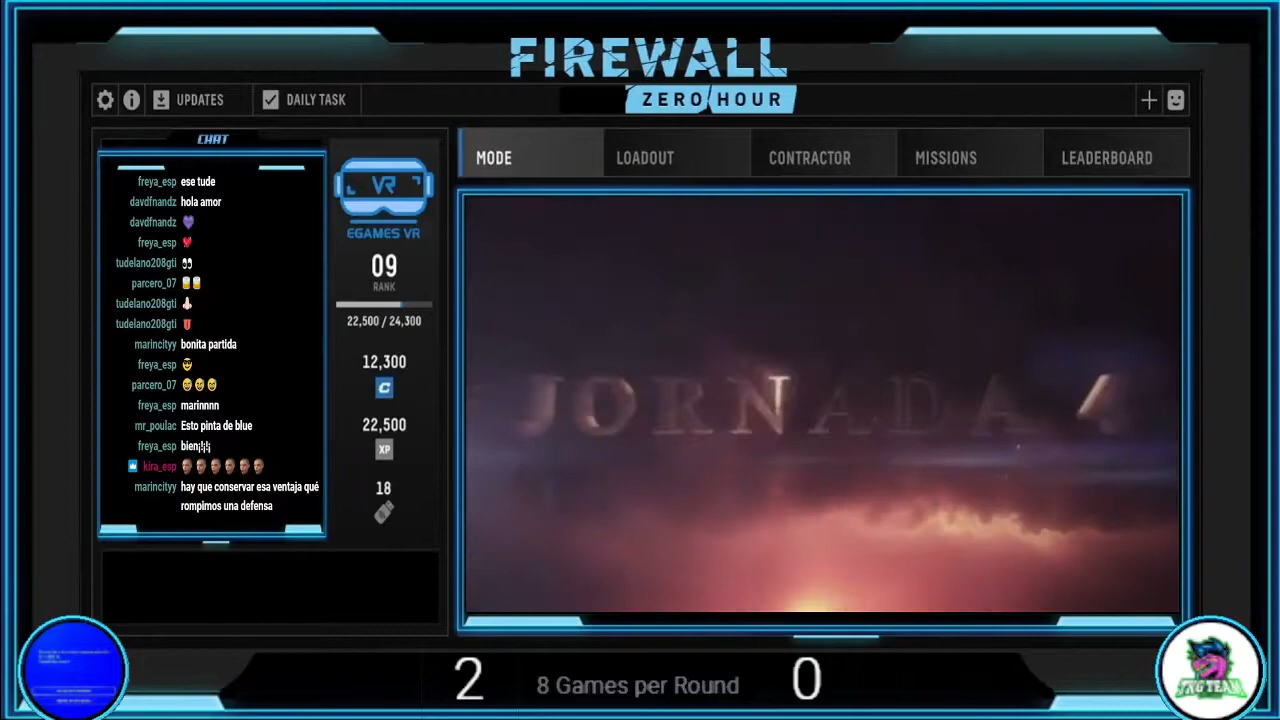 FIREWALL
ZERO HOUR
UPDATES
DAILY TASK
CHAT
freya_esp ese tude
davdfnandz hola amor
davdfnandz 💜
freya_esp
tudelano208gti 👀
parcero_07 🍺🍺
tudelano208gti
tudelano208gti
marincityy bonita partida
freya_esp
parcero_07
freya_esp marinnnn
mr_poulac Esto pinta de blue
freya_esp bien¡¡¡
kira_esp
marincityy hay que conservar esa ventaja qué
rompimos una defensa
VR
EGAMES VR
09
RANK
22,500 / 24,300
12,300
C
22,500
XP
18
MODE
LOADOUT
CONTRACTOR
MISSIONS
LEADERBOARD
JORNADA 4
2
8 Games per Round
0